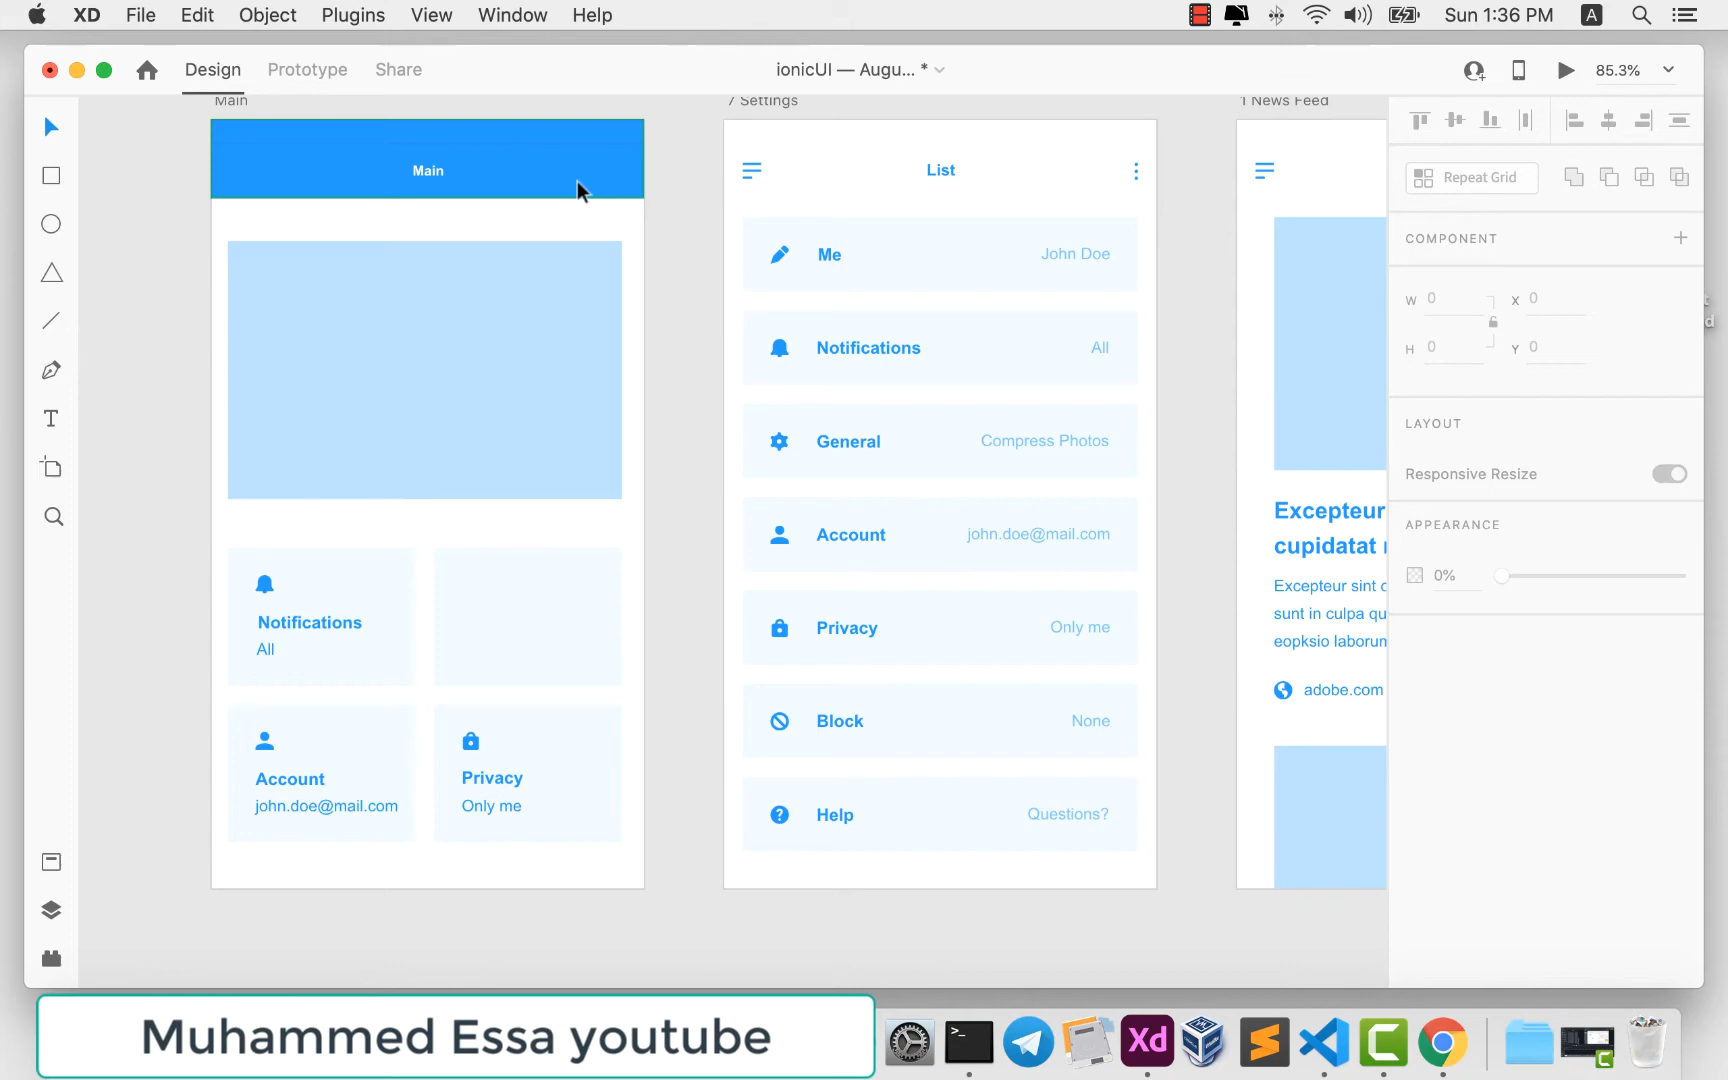 XD File Edit Object Plugins View Window Help
Sun 1:36 PM A
Design Prototype Share
ionicUI — Augu... *
85.3%
Main
7 Settings
1 News Feed
Main
Notifications
All
Account
john.doe@mail.com
Privacy
Only me
List
Me John Doe
Notifications All
General Compress Photos
Account john.doe@mail.com
Privacy Only me
Block None
Help Questions?
Excepteur
cupidatat
Excepteur sint
sunt in culpa qu
eopksio laborum
adobe.com
Repeat Grid
COMPONENT
W 0 X 0
H 0 Y 0
LAYOUT
Responsive Resize
APPEARANCE
0%
T
Muhammed Essa youtube
Xd